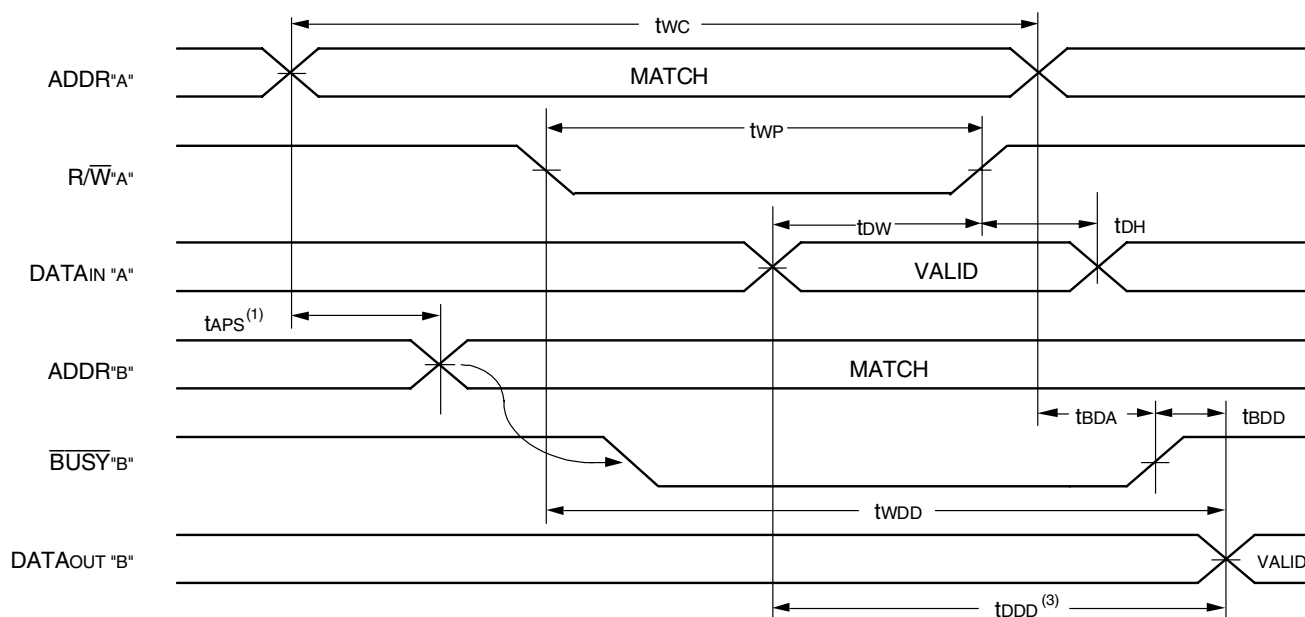 tWC
ADDR"A"
MATCH
tWP
R/W̅"A"
tDW
tDH
DATAIN "A"
VALID
tAPS(1)
ADDR"B"
MATCH
tBDA
tBDD
B̅U̅S̅Y̅"B"
tWDD
DATAOUT "B"
VALID
tDDD(3)